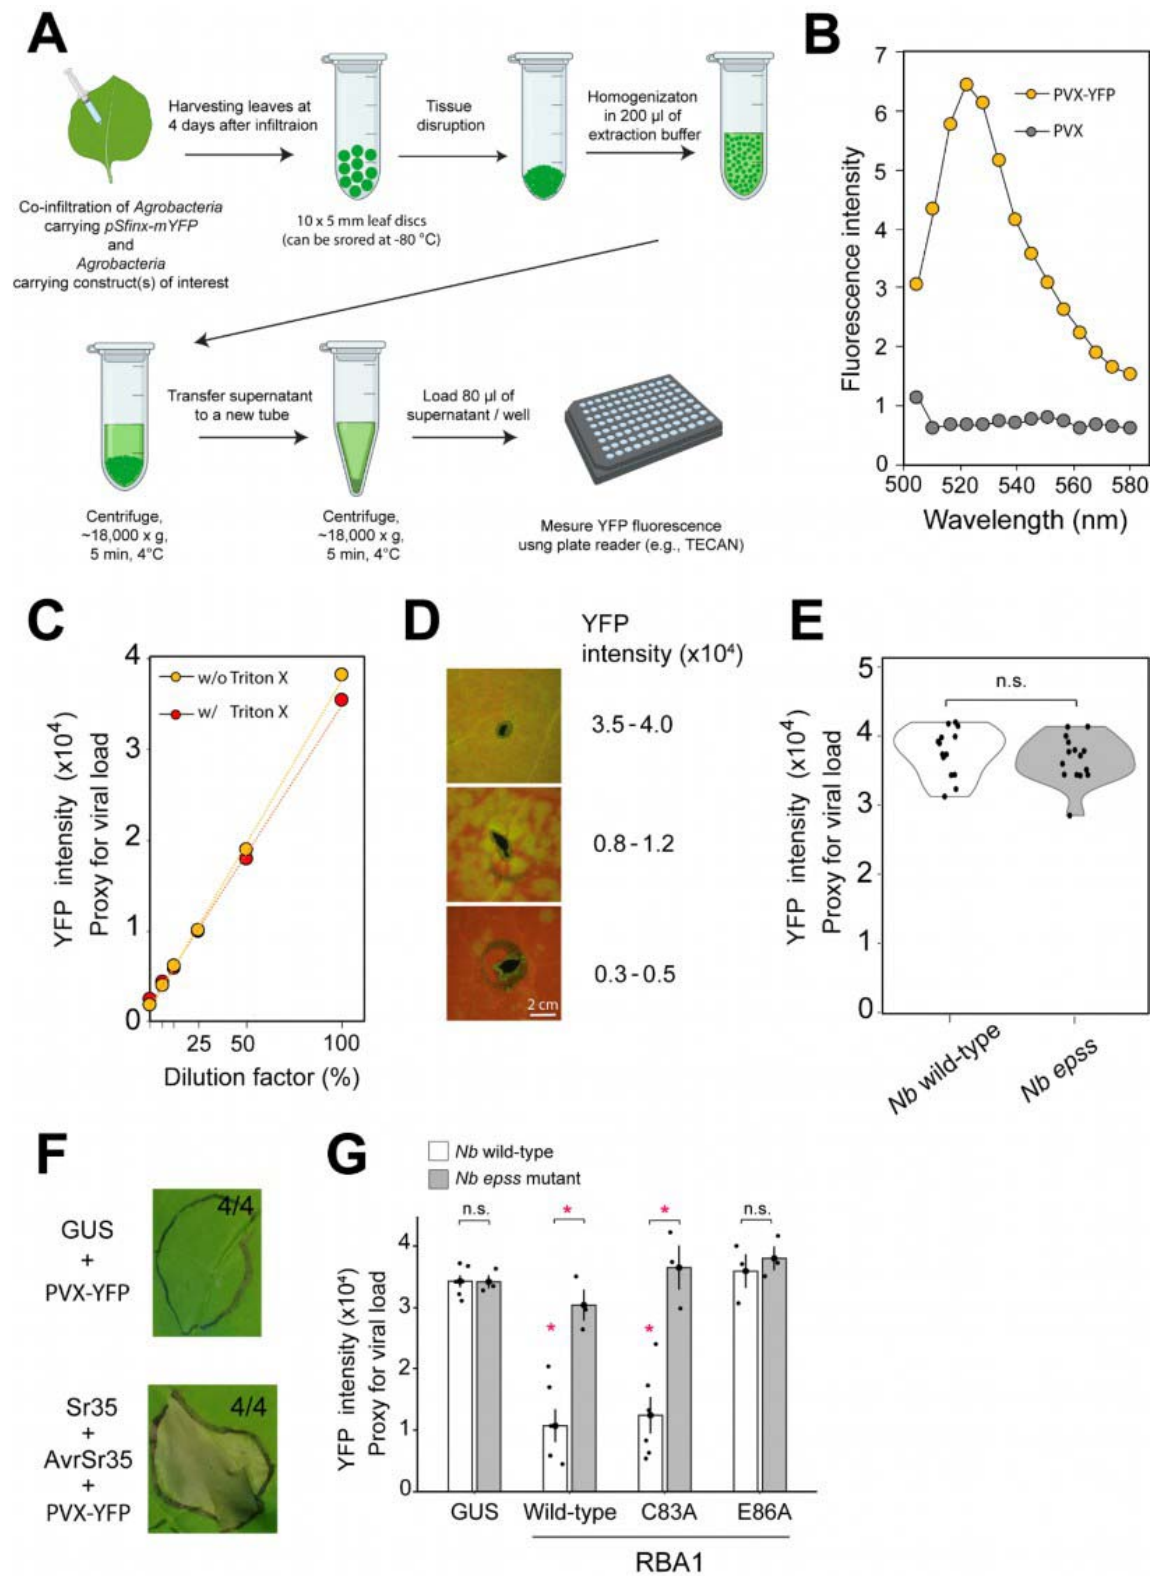 A
Harvesting leaves at
4 days after infiltraion
Tissue
disruption
Homogenizaton
in 200 µl of
extraction buffer
Co-infiltration of Agrobacteria
carrying pSfinx-mYFP
and
Agrobacteria
carrying construct(s) of interest
10 x 5 mm leaf discs
(can be srored at -80 °C)
Transfer supernatant
to a new tube
Load 80 µl of
supernatant / well
Centrifuge,
~18,000 x g,
5 min, 4°C
Centrifuge,
~18,000 x g,
5 min, 4°C
Mesure YFP fluorescence
usng plate reader (e.g., TECAN)
B
Fluorescence intensity
7
6
5
4
3
2
1
0
PVX-YFP
PVX
500 520 540 560 580
Wavelength (nm)
C
YFP intensity (x10⁴)
Proxy for viral load
4
3
2
1
0
w/o Triton X
w/ Triton X
25 50 100
Dilution factor (%)
D
YFP
intensity (x10⁴)
3.5 - 4.0
0.8 - 1.2
0.3 - 0.5
2 cm
E
YFP intensity (x10⁴)
Proxy for viral load
5
4
3
2
1
0
n.s.
Nb wild-type
Nb epss
F
GUS
+
PVX-YFP
4/4
Sr35
+
AvrSr35
+
PVX-YFP
4/4
G
Nb wild-type
Nb epss mutant
YFP intensity (x10⁴)
Proxy for viral load
4
3
2
1
0
n.s. * * n.s.
* *
GUS Wild-type C83A E86A
RBA1